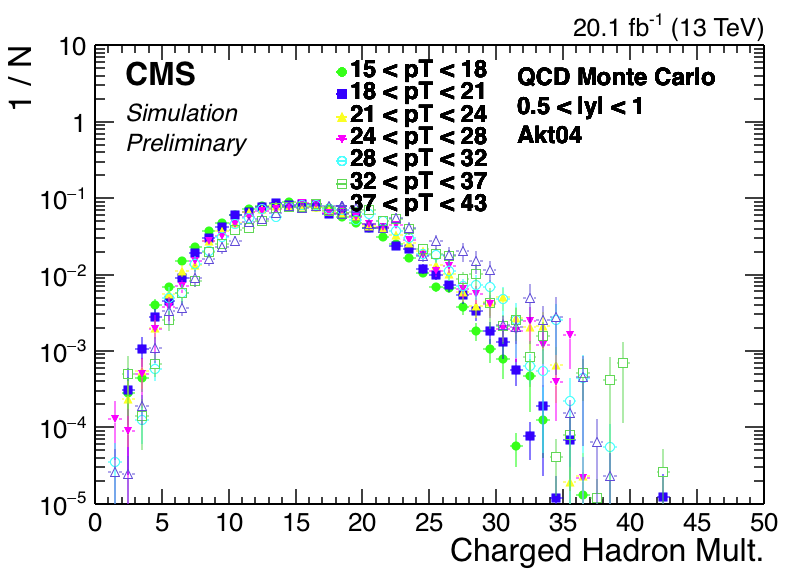 20.1 fb⁻¹ (13 TeV)
1 / N
CMS
Simulation
Preliminary
15 < pT < 18
18 < pT < 21
21 < pT < 24
24 < pT < 28
28 < pT < 32
32 < pT < 37
37 < pT < 43
QCD Monte Carlo
0.5 < |y| < 1
Akt04
10
1
10⁻¹
10⁻²
10⁻³
10⁻⁴
10⁻⁵
0 5 10 15 20 25 30 35 40 45 50
Charged Hadron Mult.